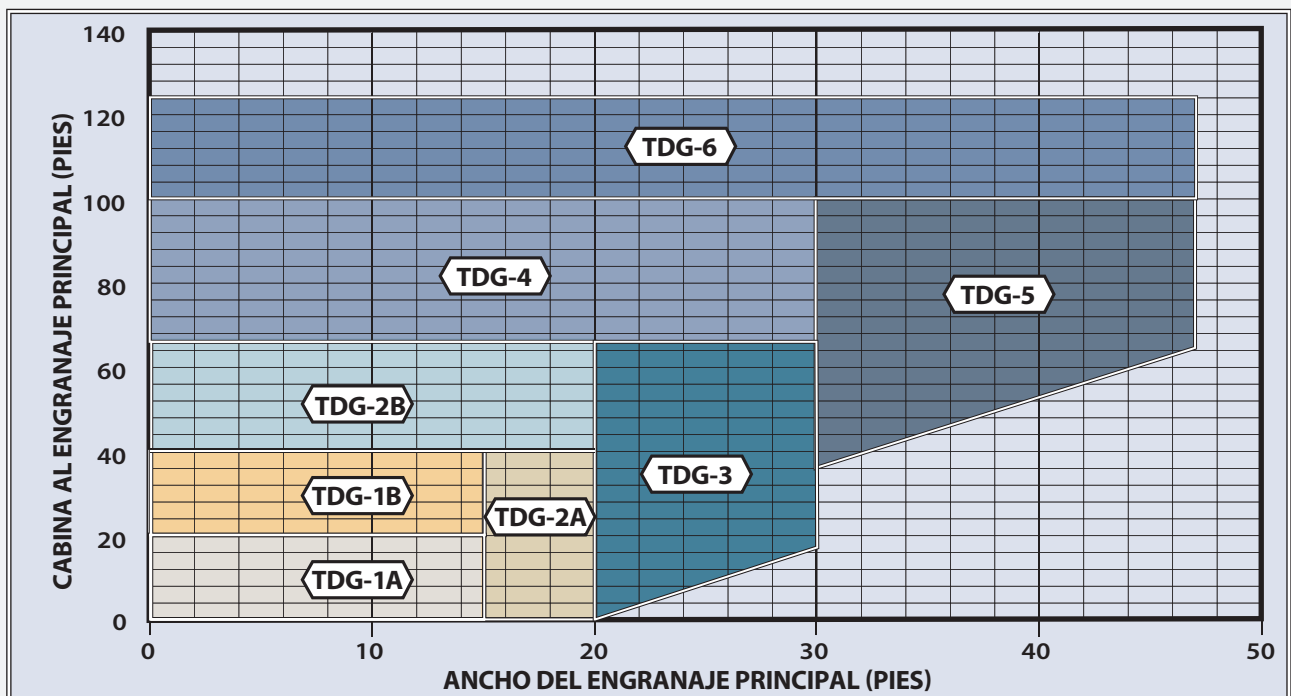 CABINA AL ENGRANAJE PRINCIPAL (PIES)
140
120
100
80
60
40
20
0
TDG-6
TDG-4
TDG-5
TDG-2B
TDG-3
TDG-1B
TDG-2A
TDG-1A
0 10 20 30 40 50
ANCHO DEL ENGRANAJE PRINCIPAL (PIES)